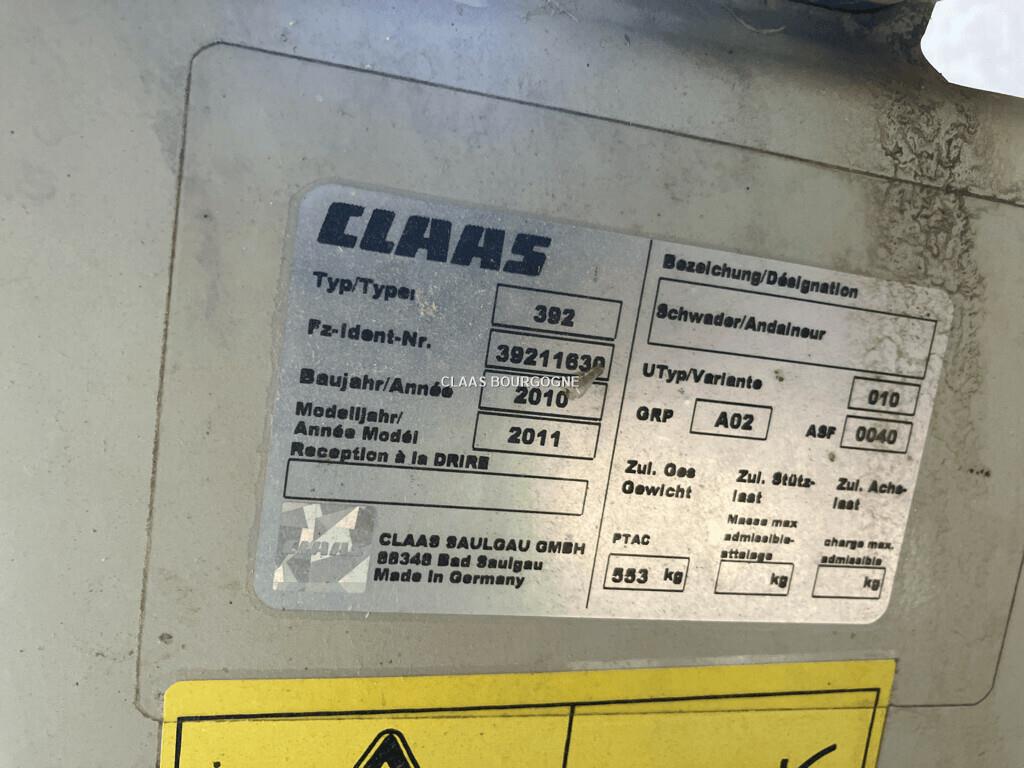 CLAAS
Typ/Type:
392
Fz-Ident-Nr.
39211630
Baujahr/Année
2010
Modelljahr/
Année Modél
2011
Reception à la DRIRE
CLAAS SAULGAU GMBH
88348 Bad Saulgau
Made in Germany
Bezeichung/Désignation
Schwader/Andaineur
UTyp/Variante
010
GRP
A02
ASF
0040
Zul. Ges
Gewicht
Zul. Stütz-
last
Zul. Achs-
laat
PTAC
Masse max
admissible-
attelage
charge max.
admissible
553 kg
kg
kg
CLAAS
CLAAS BOURGOGNE